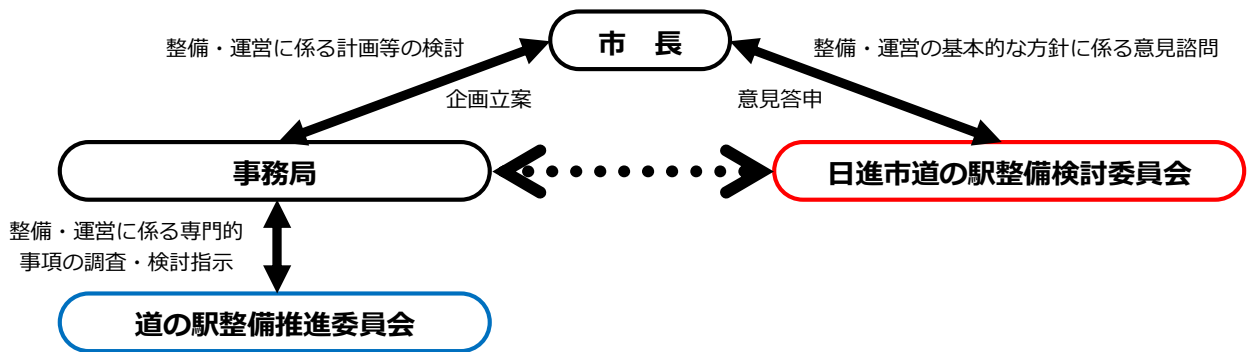 市　長
整備・運営に係る計画等の検討
整備・運営の基本的な方針に係る意見諮問
企画立案
意見答申
事務局
日進市道の駅整備検討委員会
整備・運営に係る専門的
事項の調査・検討指示
道の駅整備推進委員会